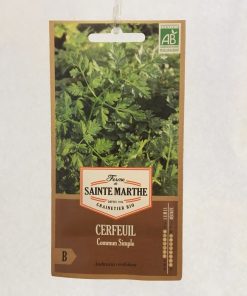 AB
Ferme
de
SAINTE MARTHE
GRAINETIER BIO
CERFEUIL
Commun Simple
B